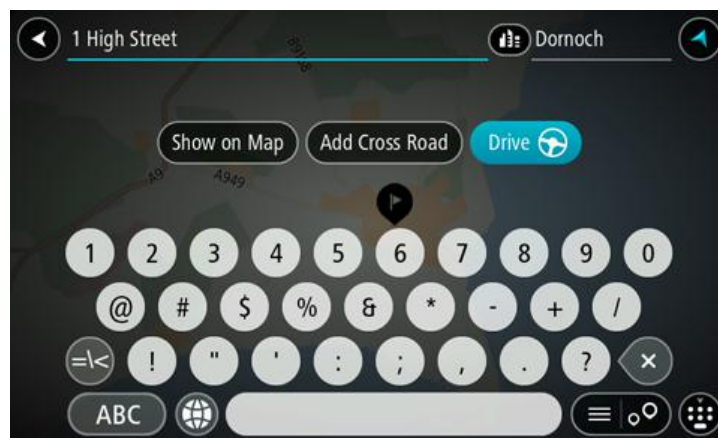 1 High Street Dornoch
B9168
Show on Map Add Cross Road Drive
A9 A949
1 2 3 4 5 6 7 8 9 0
@ # $ % & * - + /
=\< ! " ' : ; , . ? ×
ABC